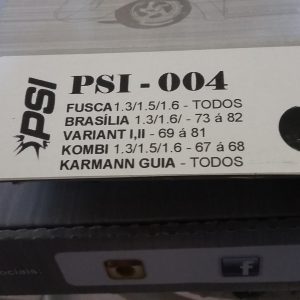 PSI
PSI - 004
FUSCA 1.3/1.5/1.6 - TODOS
BRASÍLIA 1.3/1.6/ - 73 á 82
VARIANT I,II - 69 á 81
KOMBI 1.3/1.5/1.6 - 67 á 68
KARMANN GUIA - TODOS
ociais.
f